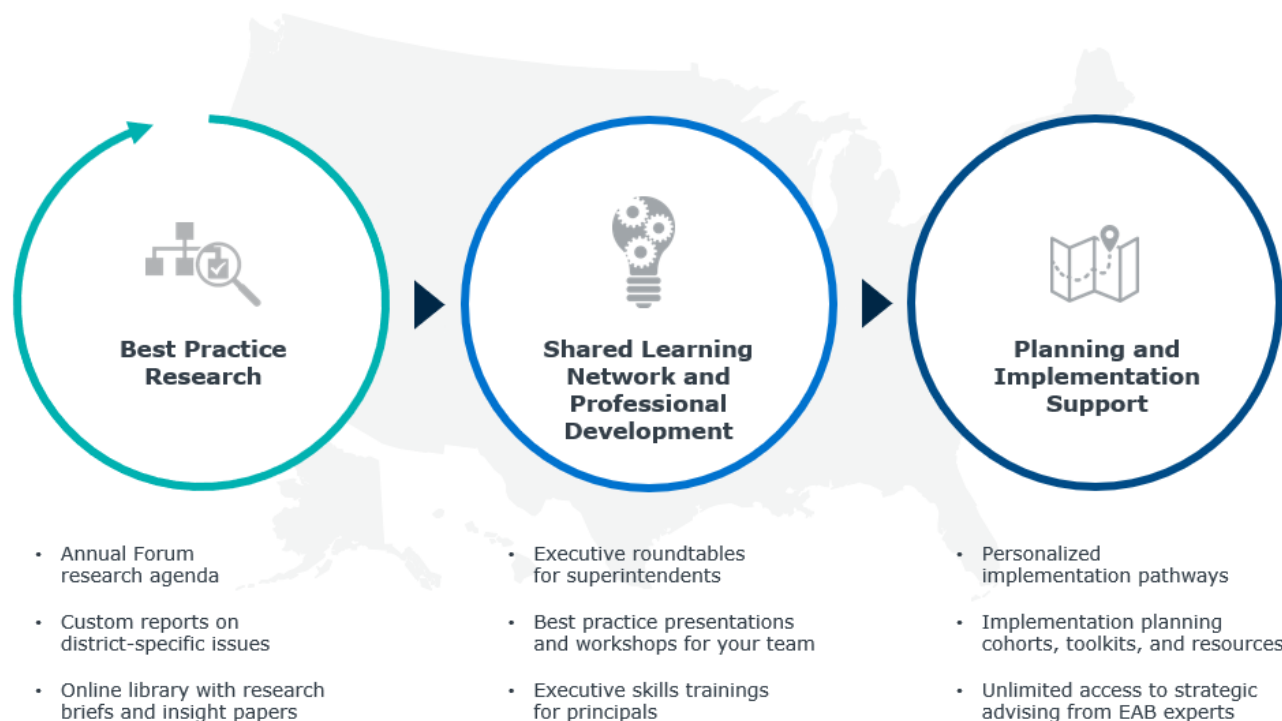 Best Practice
Research
Shared Learning
Network and
Professional
Development
Planning and
Implementation
Support
• Annual Forum
research agenda
• Custom reports on
district-specific issues
• Online library with research
briefs and insight papers
• Executive roundtables
for superintendents
• Best practice presentations
and workshops for your team
• Executive skills trainings
for principals
• Personalized
implementation pathways
• Implementation planning
cohorts, toolkits, and resources
• Unlimited access to strategic
advising from EAB experts